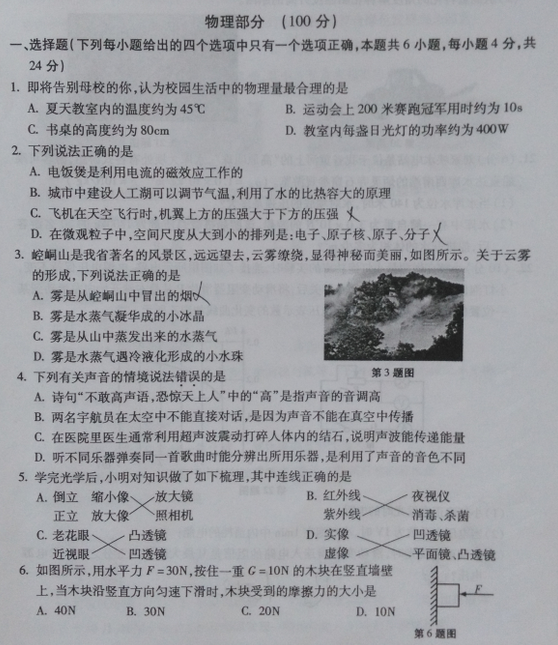 物理部分 (100 分)
一、选择题(下列每小题给出的四个选项中只有一个选项正确,本题共 6 小题,每小题 4 分,共
24 分)
1. 即将告别母校的你,认为校园生活中的物理量最合理的是
A. 夏天教室内的温度约为 45℃ B. 运动会上 200 米赛跑冠军用时约为 10s
C. 书桌的高度约为 80cm D. 教室内每盏日光灯的功率约为 400W
2. 下列说法正确的是
A. 电饭煲是利用电流的磁效应工作的
B. 城市中建设人工湖可以调节气温,利用了水的比热容大的原理
C. 飞机在天空飞行时,机翼上方的压强大于下方的压强
D. 在微观粒子中,空间尺度从大到小的排列是:电子、原子核、原子、分子
3. 崆峒山是我省著名的风景区,远远望去,云雾缭绕,显得神秘而美丽,如图所示。关于云雾
的形成,下列说法正确的是
A. 雾是从崆峒山中冒出的烟
B. 雾是水蒸气凝华成的小冰晶
C. 雾是从山中蒸发出来的水蒸气
D. 雾是水蒸气遇冷液化形成的小水珠
第 3 题图
4. 下列有关声音的情境说法错误的是
A. 诗句“不敢高声语,恐惊天上人”中的“高”是指声音的音调高
B. 两名宇航员在太空中不能直接对话,是因为声音不能在真空中传播
C. 在医院里医生通常利用超声波震动打碎人体内的结石,说明声波能传递能量
D. 听不同乐器弹奏同一首歌曲时能分辨出所用乐器,是利用了声音的音色不同
5. 学完光学后,小明对知识做了如下梳理,其中连线正确的是
A. 倒立 缩小像 放大镜 B. 红外线 夜视仪
正立 放大像 照相机 紫外线 消毒、杀菌
C. 老花眼 凸透镜 D. 实像 凹透镜
近视眼 凹透镜 虚像 平面镜、凸透镜
6. 如图所示,用水平力 F = 30N,按住一重 G = 10N 的木块在竖直墙壁
上,当木块沿竖直方向匀速下滑时,木块受到的摩擦力的大小是
A. 40N B. 30N C. 20N D. 10N
F
第 6 题图